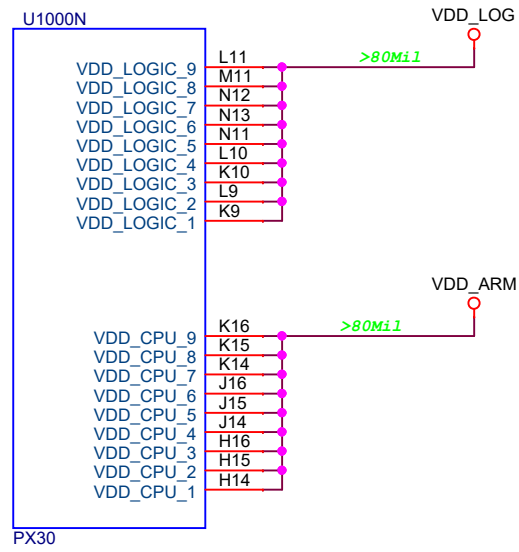 U1000N
VDD_LOG
>80Mil
VDD_LOGIC_9 L11
VDD_LOGIC_8 M11
VDD_LOGIC_7 N12
VDD_LOGIC_6 N13
VDD_LOGIC_5 N11
VDD_LOGIC_4 L10
VDD_LOGIC_3 K10
VDD_LOGIC_2 L9
VDD_LOGIC_1 K9
VDD_ARM
>80Mil
VDD_CPU_9 K16
VDD_CPU_8 K15
VDD_CPU_7 K14
VDD_CPU_6 J16
VDD_CPU_5 J15
VDD_CPU_4 J14
VDD_CPU_3 H16
VDD_CPU_2 H15
VDD_CPU_1 H14
PX30